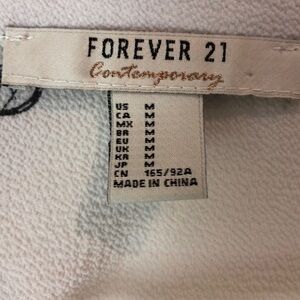 FOREVER 21
Contemporary
US M
CA M
MX M
BR M
EU M
UK M
KR M
JP M
CN 165/92A
MADE IN CHINA